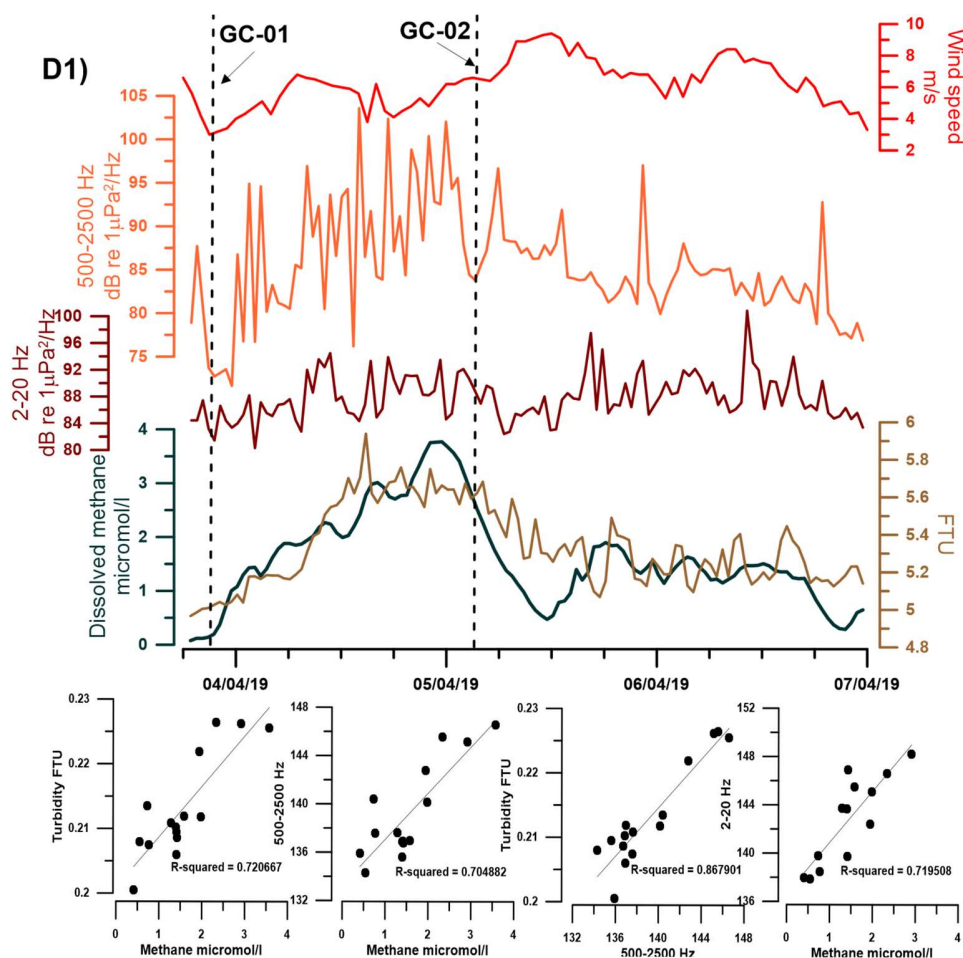 GC-01
GC-02
D1)
10
8
6
4
2
Wind speed
m/s
105
100
95
90
85
80
75
500-2500 Hz
dB re 1µPa²/Hz
100
96
92
88
84
80
2-20 Hz
dB re 1µPa²/Hz
4
3
2
1
0
Dissolved methane
micromol/l
6
5.8
5.6
5.4
5.2
5
4.8
FTU
04/04/19
05/04/19
06/04/19
07/04/19
0.23
0.22
0.21
0.2
Turbidity FTU
R-squared = 0.720667
0 1 2 3 4
Methane micromol/l
148
144
140
136
132
500-2500 Hz
R-squared = 0.704882
0 1 2 3 4
Methane micromol/l
0.23
0.22
0.21
0.2
Turbidity FTU
R-squared = 0.867901
132 136 140 144 148
500-2500 Hz
152
148
144
140
136
2-20 Hz
R-squared = 0.719508
0 1 2 3 4
Methane micromol/l